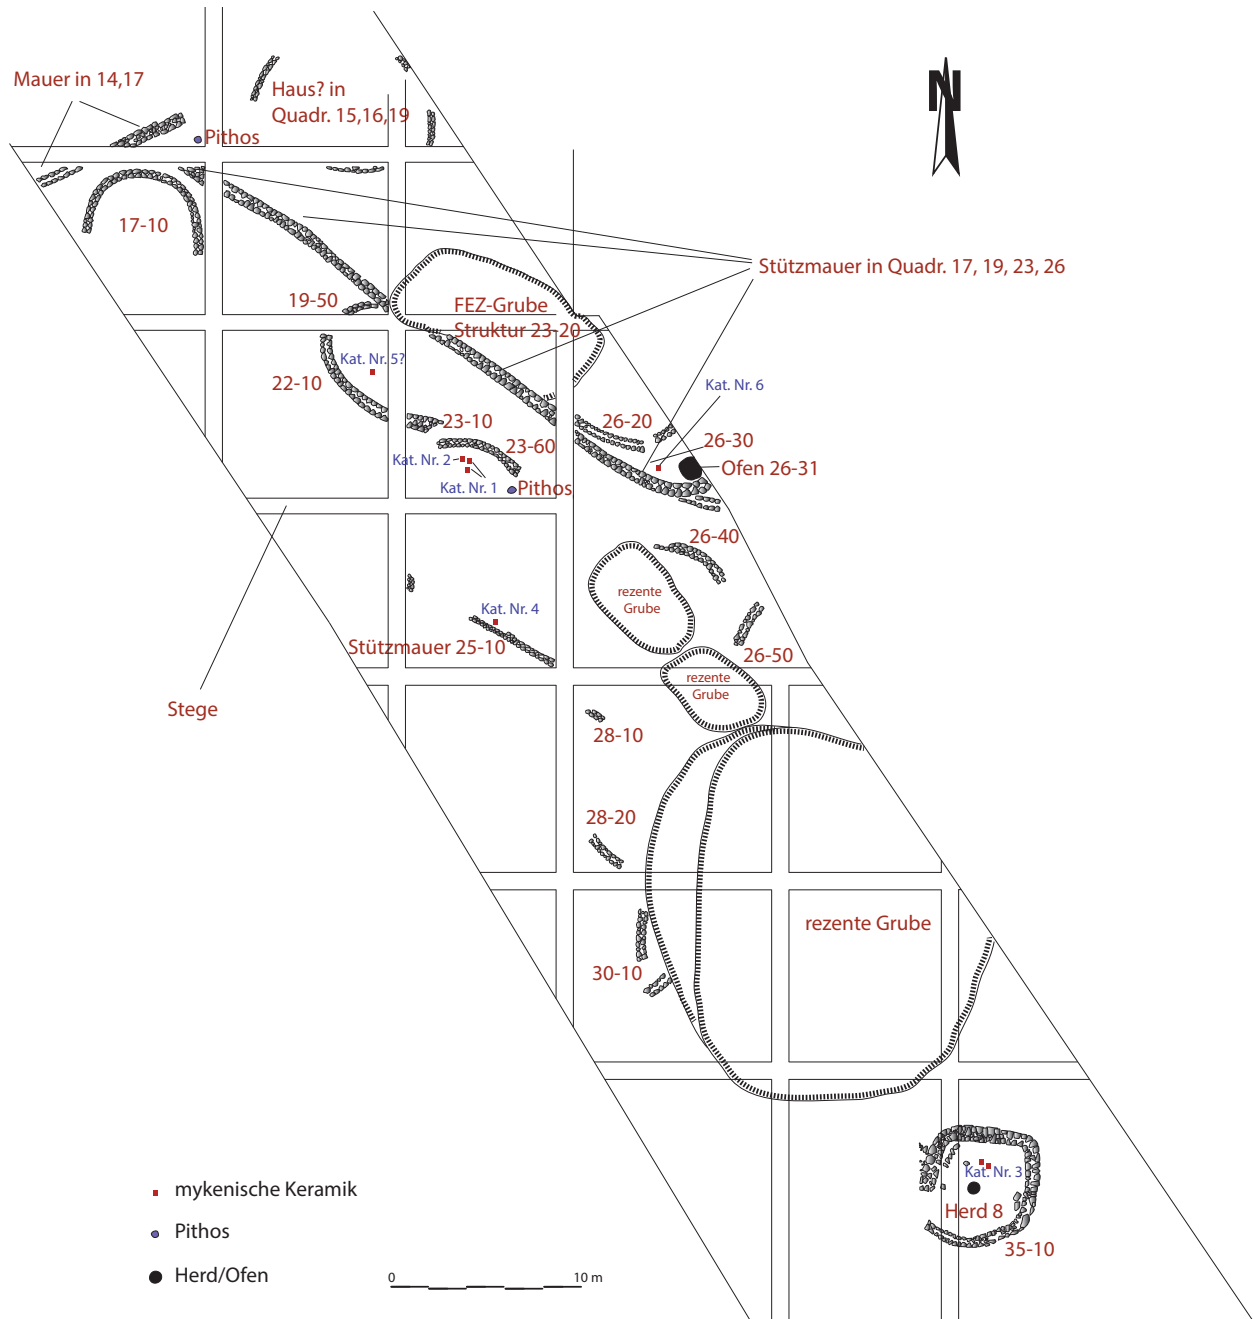 N
Mauer in 14,17
Haus? in
Quadr. 15,16,19
Pithos
17-10
Stützmauer in Quadr. 17, 19, 23, 26
19-50
FEZ-Grube
Struktur 23-20
Kat. Nr. 5?
22-10
Kat. Nr. 6
23-10
26-20
23-60
26-30
Kat. Nr. 2
Ofen 26-31
Kat. Nr. 1
Pithos
26-40
rezente
Grube
Kat. Nr. 4
Stützmauer 25-10
26-50
rezente
Grube
Stege
28-10
28-20
rezente Grube
30-10
Kat. Nr. 3
Herd 8
35-10
mykenische Keramik
Pithos
Herd/Ofen
0 10 m